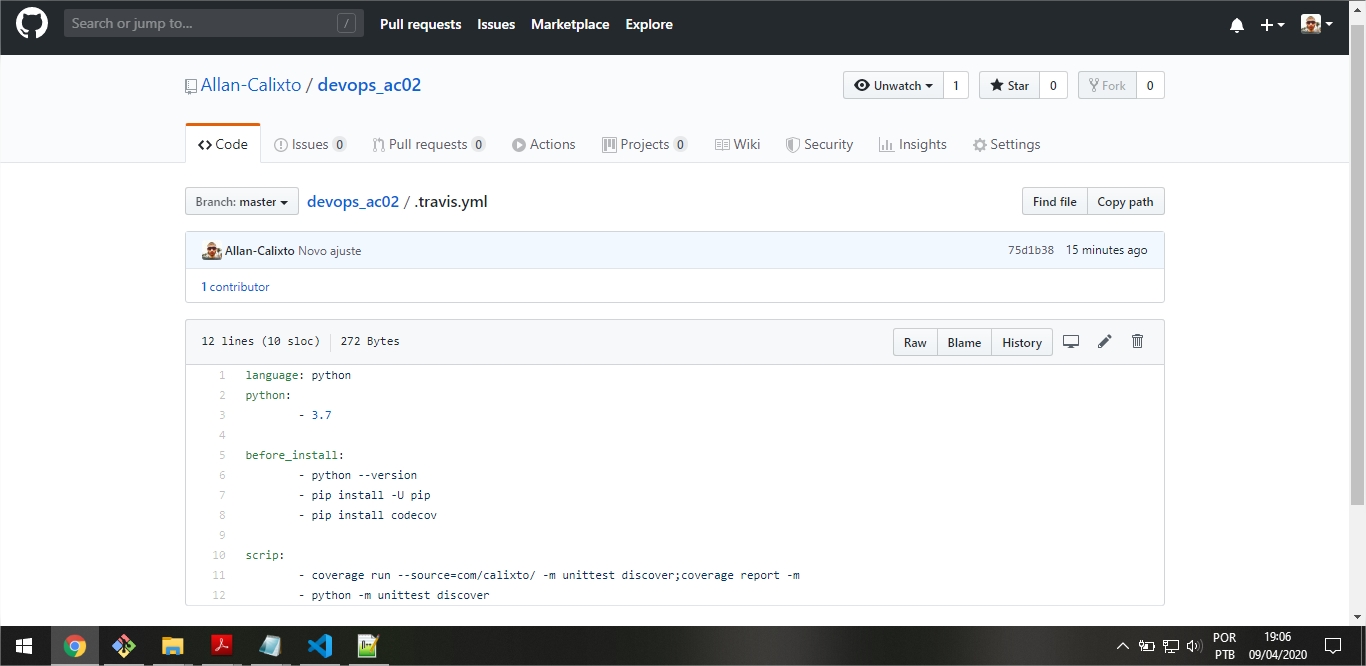 Search or jump to... /
Pull requests Issues Marketplace Explore
Allan-Calixto / devops_ac02
Unwatch 1 Star 0 Fork 0
Code Issues 0 Pull requests 0 Actions Projects 0 Wiki Security Insights Settings
Branch: master devops_ac02 / .travis.yml Find file Copy path
Allan-Calixto Novo ajuste 75d1b38 15 minutes ago
1 contributor
12 lines (10 sloc) 272 Bytes Raw Blame History
1 language: python
2 python:
3 - 3.7
4
5 before_install:
6 - python --version
7 - pip install -U pip
8 - pip install codecov
9
10 scrip:
11 - coverage run --source=com/calixto/ -m unittest discover;coverage report -m
12 - python -m unittest discover
POR 19:06
PTB 09/04/2020